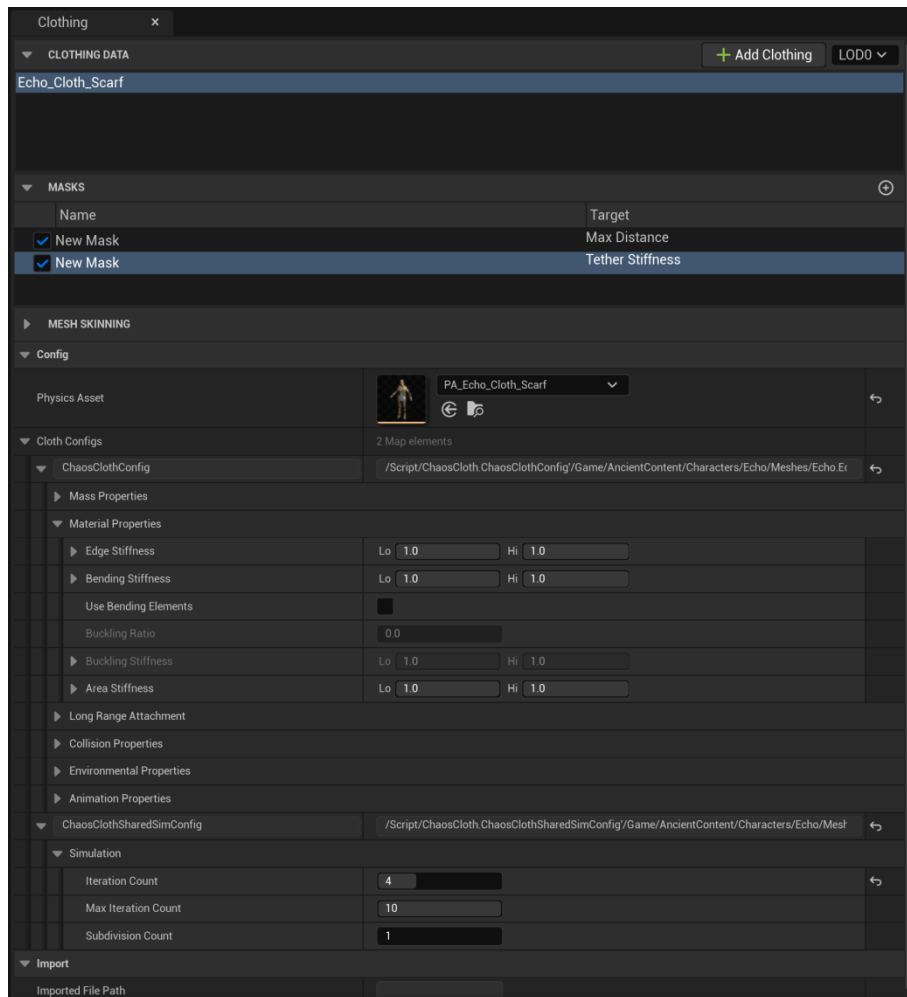 Clothing ×
CLOTHING DATA Add Clothing LOD0
Echo_Cloth_Scarf
MASKS
Name Target
New Mask Max Distance
New Mask Tether Stiffness
MESH SKINNING
Config
Physics Asset PA_Echo_Cloth_Scarf
Cloth Configs 2 Map elements
ChaosClothConfig /Script/ChaosCloth.ChaosClothConfig'/Game/AncientContent/Characters/Echo/Meshes/Echo.Ec
Mass Properties
Material Properties
Edge Stiffness Lo 1.0 Hi 1.0
Bending Stiffness Lo 1.0 Hi 1.0
Use Bending Elements
Buckling Ratio 0.0
Buckling Stiffness Lo 1.0 Hi 1.0
Area Stiffness Lo 1.0 Hi 1.0
Long Range Attachment
Collision Properties
Environmental Properties
Animation Properties
ChaosClothSharedSimConfig /Script/ChaosCloth.ChaosClothSharedSimConfig'/Game/AncientContent/Characters/Echo/Mesh
Simulation
Iteration Count 4
Max Iteration Count 10
Subdivision Count 1
Import
Imported File Path